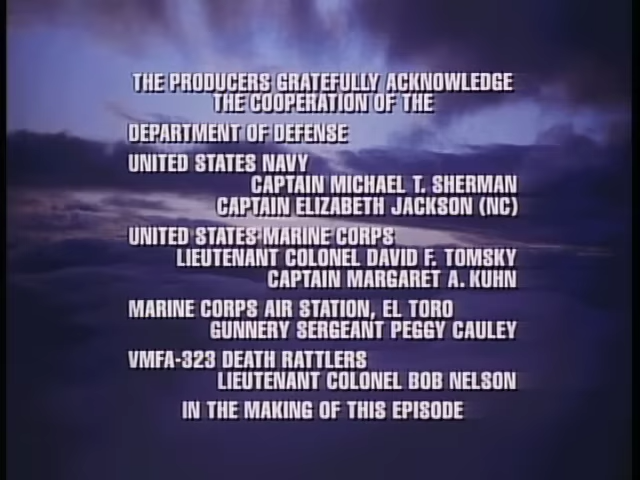 THE PRODUCERS GRATEFULLY ACKNOWLEDGE
THE COOPERATION OF THE
DEPARTMENT OF DEFENSE
UNITED STATES NAVY
CAPTAIN MICHAEL T. SHERMAN
CAPTAIN ELIZABETH JACKSON (NC)
UNITED STATES MARINE CORPS
LIEUTENANT COLONEL DAVID F. TOMSKY
CAPTAIN MARGARET A. KUHN
MARINE CORPS AIR STATION, EL TORO
GUNNERY SERGEANT PEGGY CAULEY
VMFA-323 DEATH RATTLERS
LIEUTENANT COLONEL BOB NELSON
IN THE MAKING OF THIS EPISODE